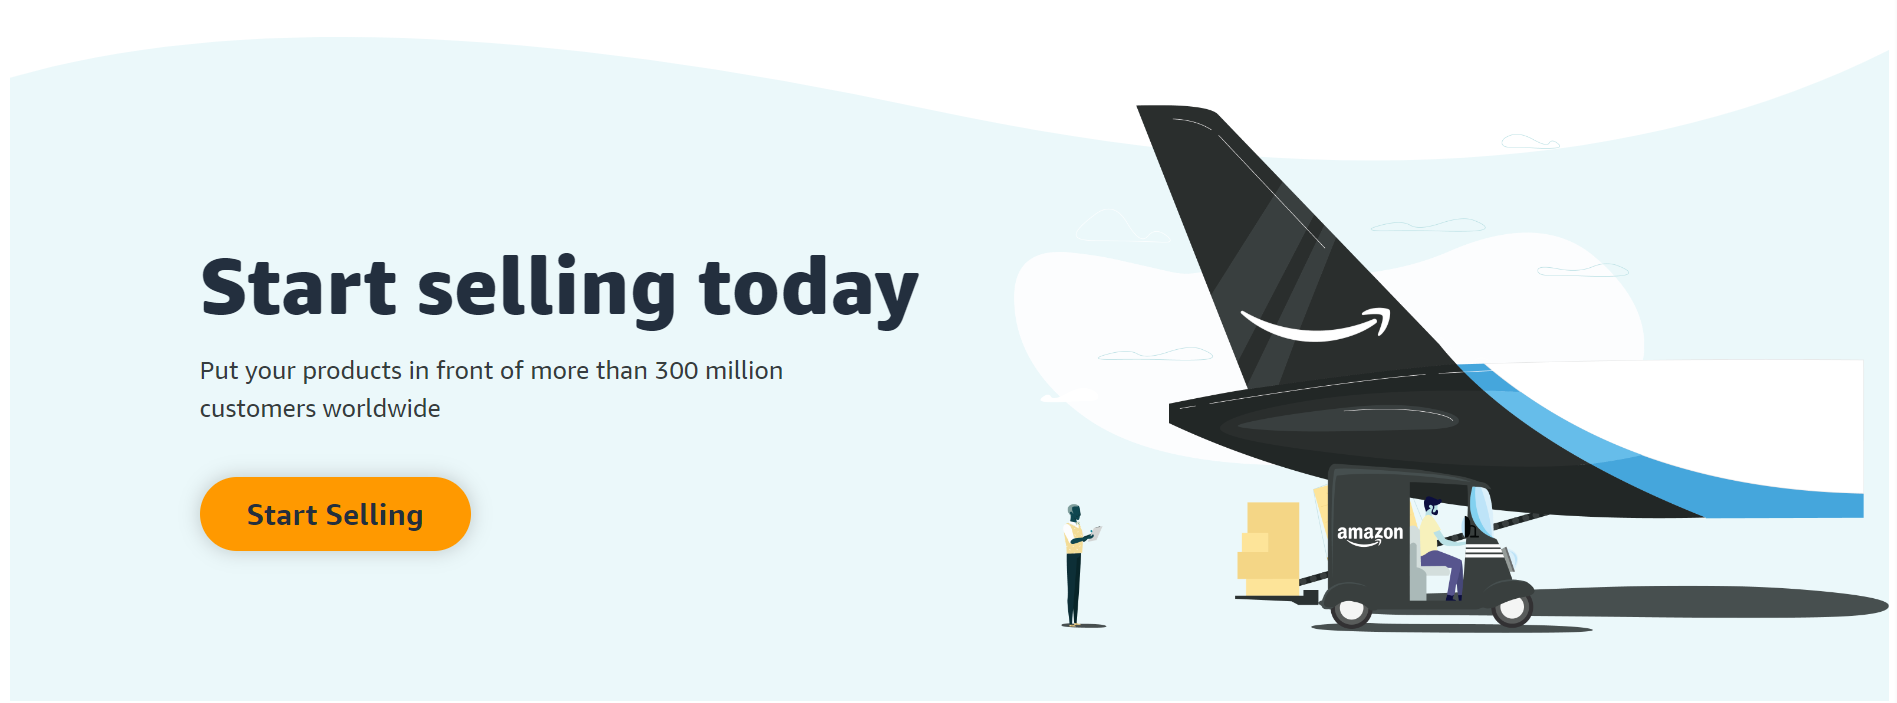 Start selling today
Put your products in front of more than 300 million
customers worldwide
Start Selling
amazon